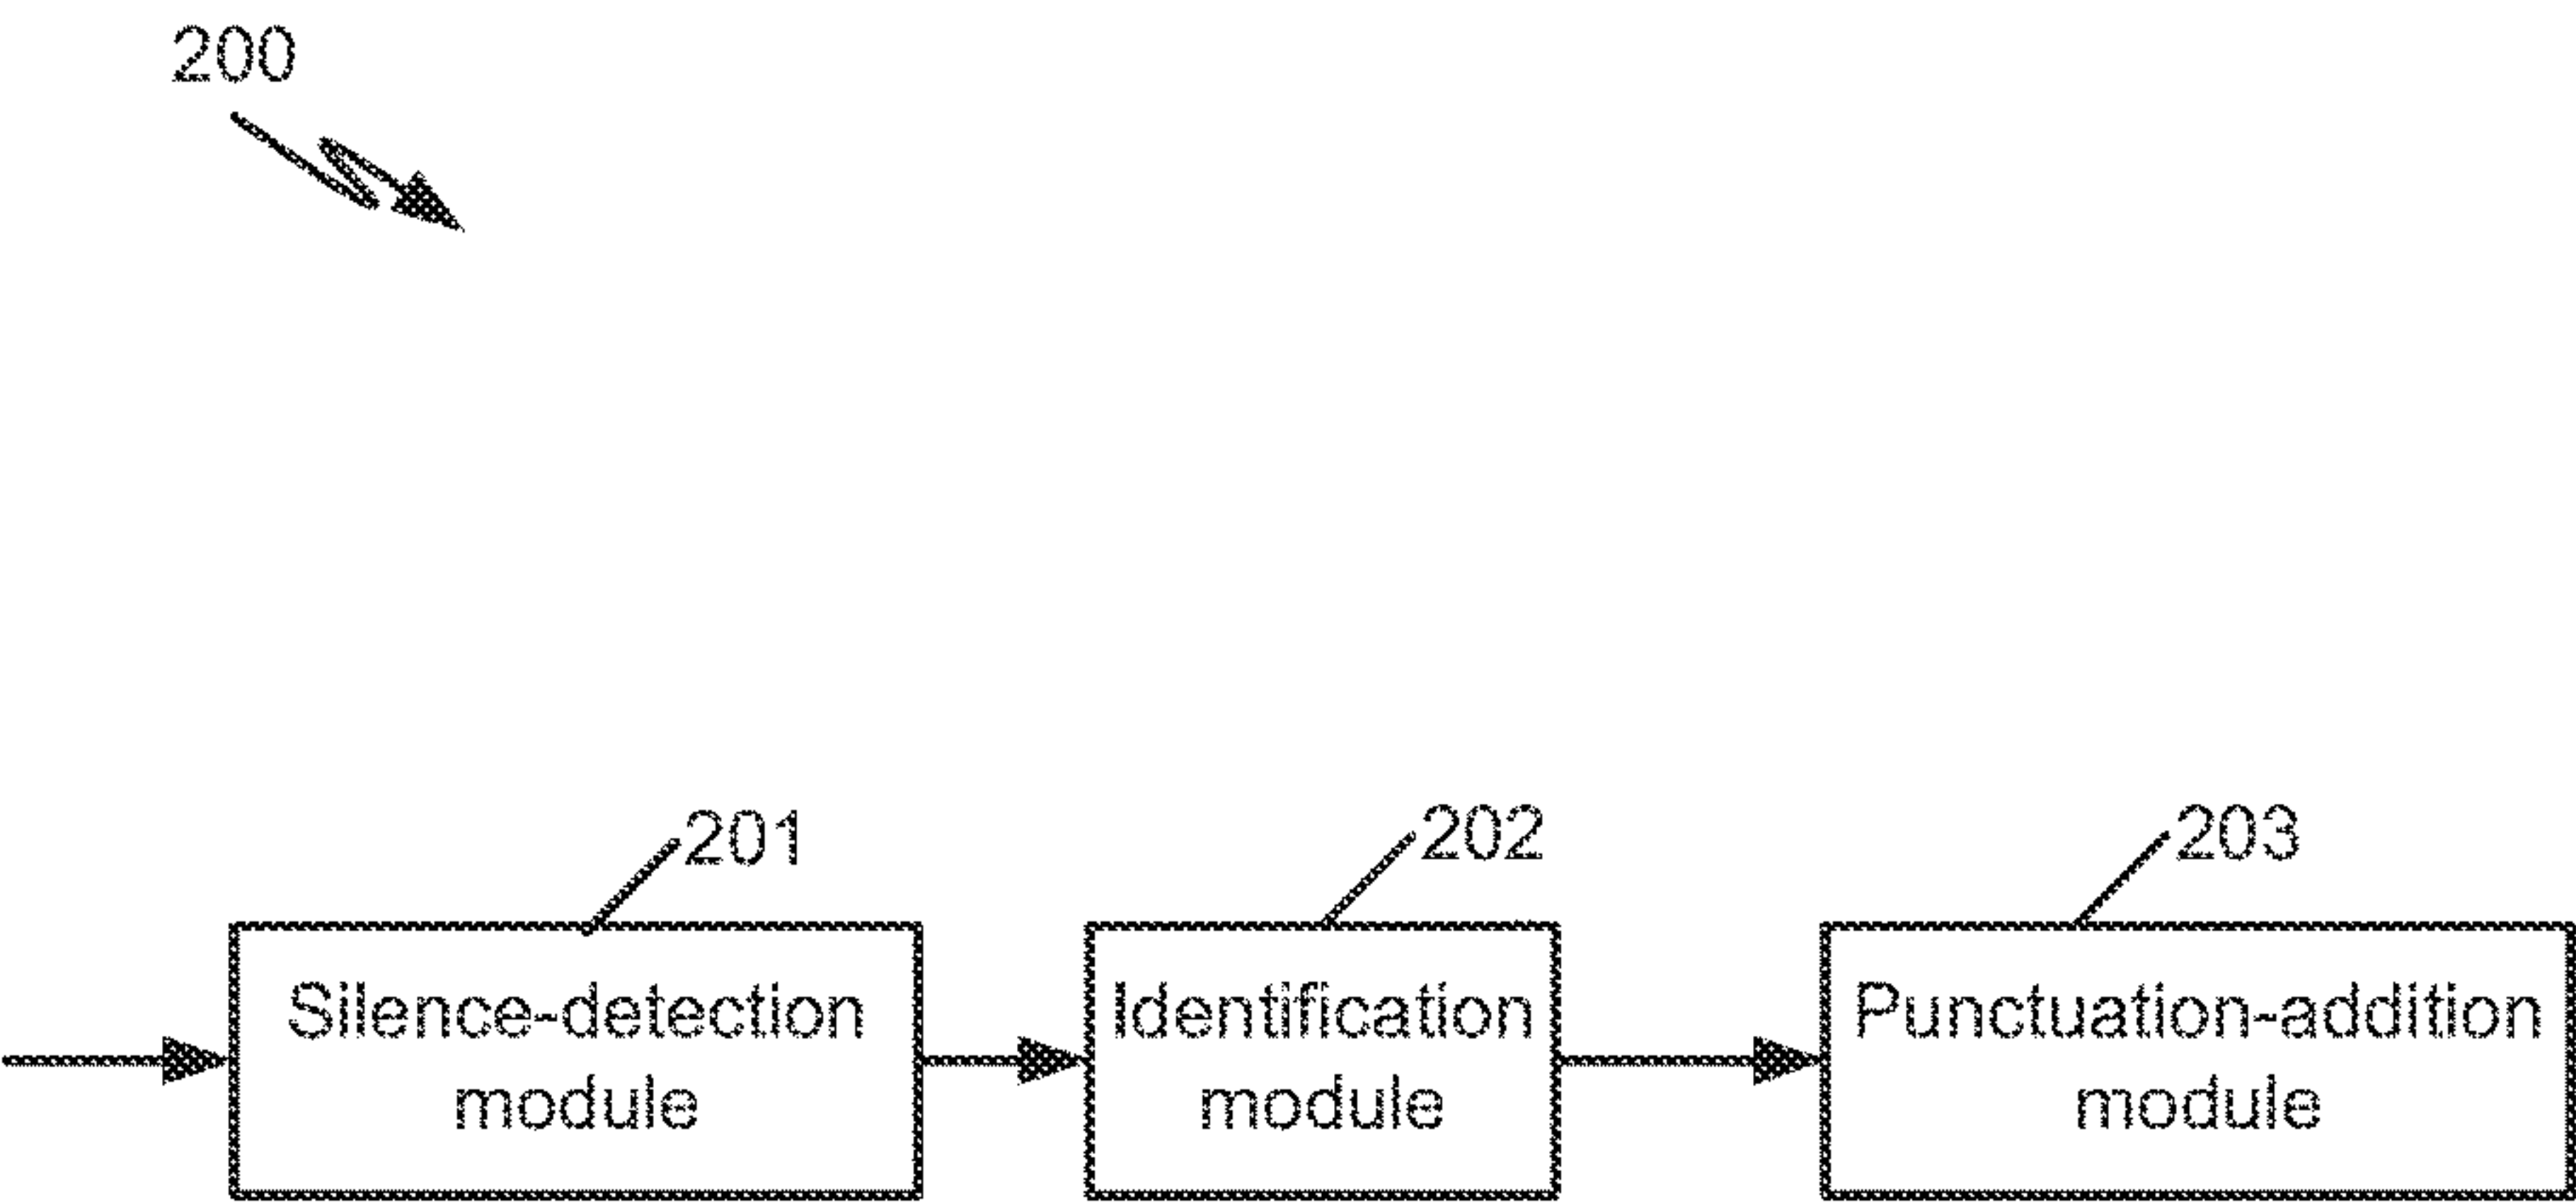 200
201
202
203
Silence-detection
module
Identification
module
Punctuation-addition
module